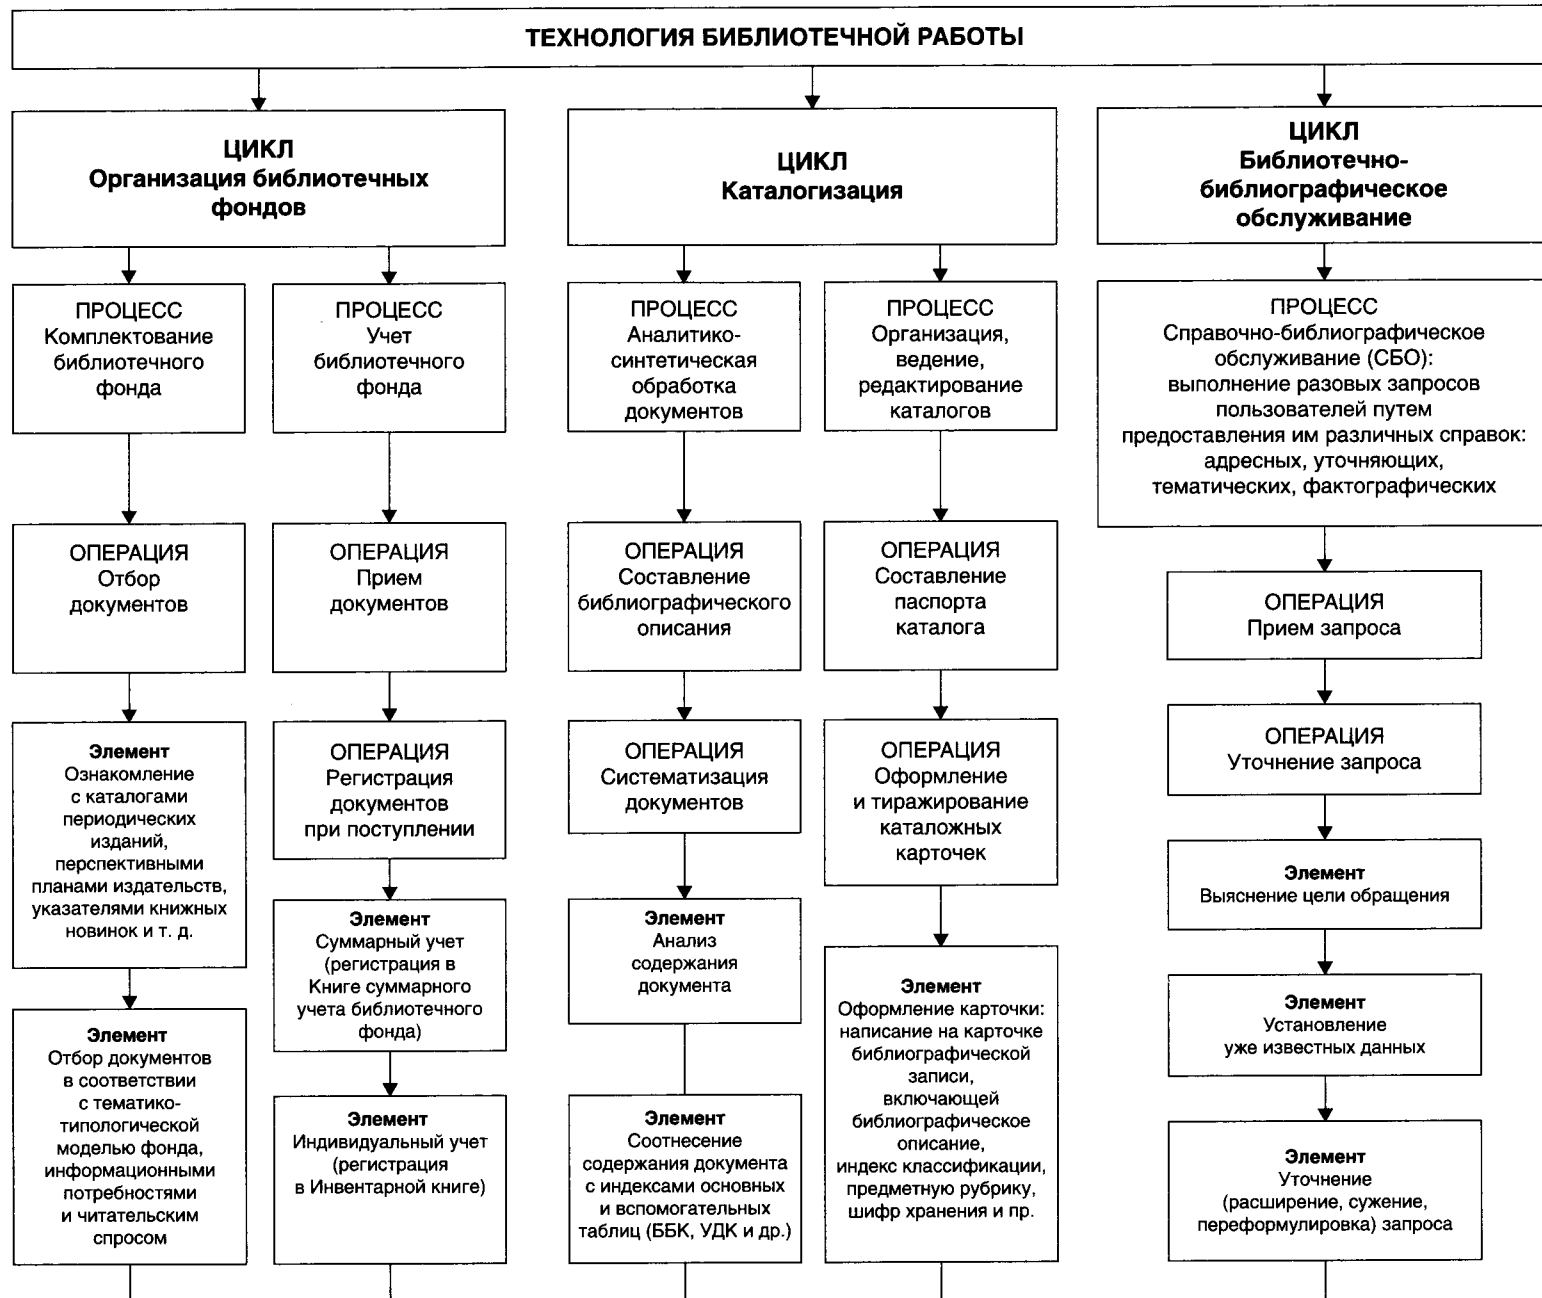 ТЕХНОЛОГИЯ БИБЛИОТЕЧНОЙ РАБОТЫ
ЦИКЛ
Организация библиотечных
фондов
ЦИКЛ
Каталогизация
ЦИКЛ
Библиотечно-
библиографическое
обслуживание
ПРОЦЕСС
Комплектование
библиотечного
фонда
ПРОЦЕСС
Учет
библиотечного
фонда
ПРОЦЕСС
Аналитико-
синтетическая
обработка
документов
ПРОЦЕСС
Организация,
ведение,
редактирование
каталогов
ПРОЦЕСС
Справочно-библиографическое
обслуживание (СБО):
выполнение разовых запросов
пользователей путем
предоставления им различных справок:
адресных, уточняющих,
тематических, фактографических
ОПЕРАЦИЯ
Отбор
документов
ОПЕРАЦИЯ
Прием
документов
ОПЕРАЦИЯ
Составление
библиографического
описания
ОПЕРАЦИЯ
Составление
паспорта
каталога
ОПЕРАЦИЯ
Прием запроса
Элемент
Ознакомление
с каталогами
периодических
изданий,
перспективными
планами издательств,
указателями книжных
новинок и т. д.
ОПЕРАЦИЯ
Регистрация
документов
при поступлении
ОПЕРАЦИЯ
Систематизация
документов
ОПЕРАЦИЯ
Оформление
и тиражирование
каталожных
карточек
ОПЕРАЦИЯ
Уточнение запроса
Элемент
Выяснение цели обращения
Элемент
Суммарный учет
(регистрация в
Книге суммарного
учета библиотечного
фонда)
Элемент
Анализ
содержания
документа
Элемент
Оформление карточки:
написание на карточке
библиографической
записи,
включающей
библиографическое
описание,
индекс классификации,
предметную рубрику,
шифр хранения и пр.
Элемент
Установление
уже известных данных
Элемент
Отбор документов
в соответствии
с тематико-
типологической
моделью фонда,
информационными
потребностями
и читательским
спросом
Элемент
Индивидуальный учет
(регистрация
в Инвентарной книге)
Элемент
Соотнесение
содержания документа
с индексами основных
и вспомогательных
таблиц (ББК, УДК и др.)
Элемент
Уточнение
(расширение, сужение,
переформулировка) запроса